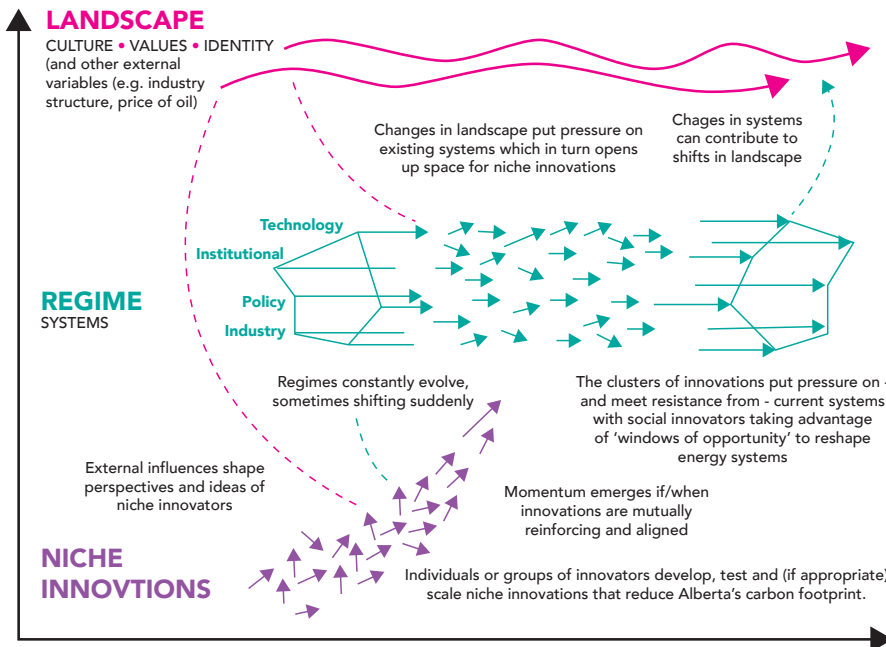 LANDSCAPE
CULTURE • VALUES • IDENTITY
(and other external
variables (e.g. industry
structure, price of oil)
Changes in landscape put pressure on
existing systems which in turn opens
up space for niche innovations
Chages in systems
can contribute to
shifts in landscape
Technology
Institutional
Policy
Industry
REGIME
SYSTEMS
Regimes constantly evolve,
sometimes shifting suddenly
The clusters of innovations put pressure on -
and meet resistance from - current systems
with social innovators taking advantage
of ‘windows of opportunity’ to reshape
energy systems
External influences shape
perspectives and ideas of
niche innovators
Momentum emerges if/when
innovations are mutually
reinforcing and aligned
NICHE
INNOVTIONS
Individuals or groups of innovators develop, test and (if appropriate)
scale niche innovations that reduce Alberta’s carbon footprint.